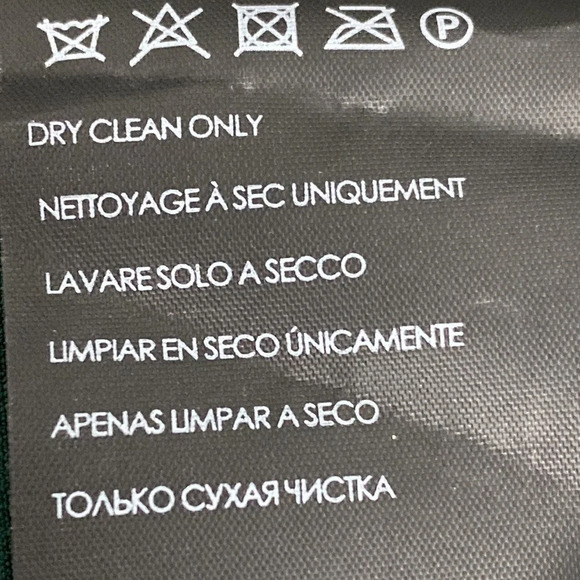 P
DRY CLEAN ONLY
NETTOYAGE À SEC UNIQUEMENT
LAVARE SOLO A SECCO
LIMPIAR EN SECO ÚNICAMENTE
APENAS LIMPAR A SECO
ТОЛЬКО СУХАЯ ЧИСТКА